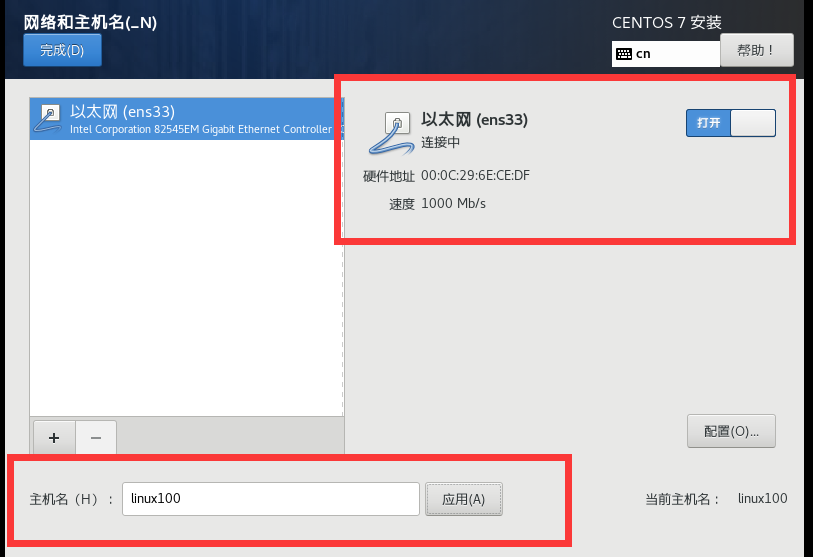 网络和主机名(_N)
CENTOS 7 安装
完成(D)
cn
帮助！
以太网 (ens33)
Intel Corporation 82545EM Gigabit Ethernet Controller
以太网 (ens33)
连接中
打开
硬件地址 00:0C:29:6E:CE:DF
速度 1000 Mb/s
+ −
配置(O)...
主机名（H）： linux100 应用(A) 当前主机名： linux100